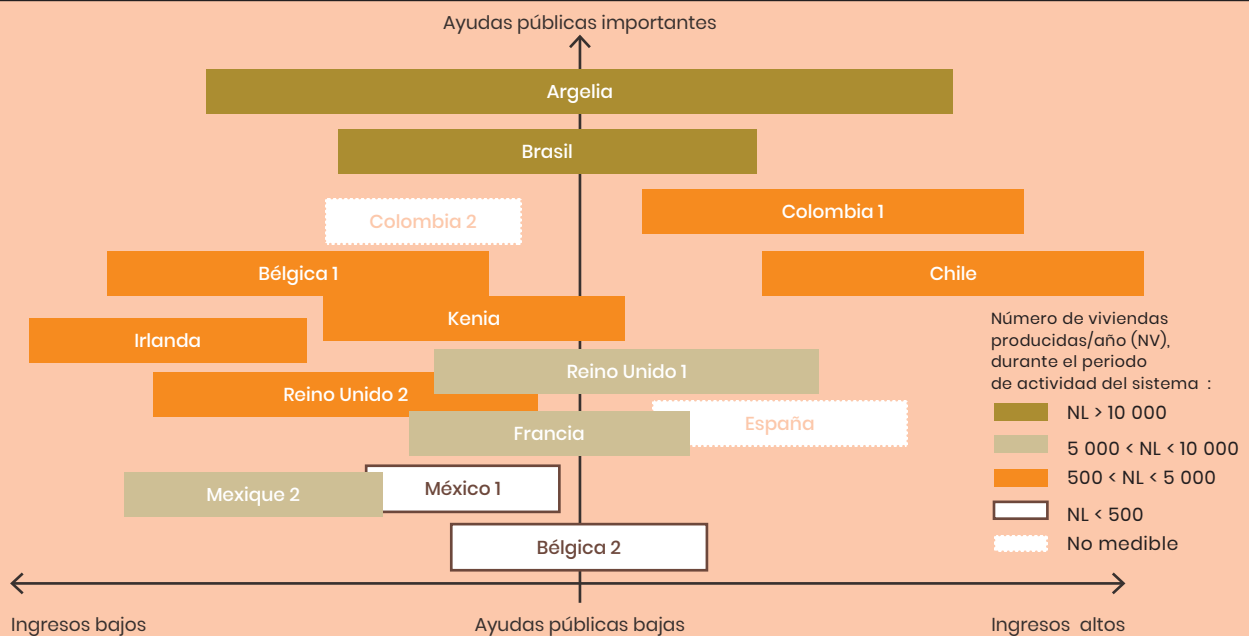 Ayudas públicas importantes
Argelia
Brasil
Colombia 2
Colombia 1
Bélgica 1
Chile
Kenia
Irlanda
Reino Unido 1
Reino Unido 2
España
Francia
Mexique 2
México 1
Bélgica 2
Número de viviendas
producidas/año (NV),
durante el periodo
de actividad del sistema :
NL > 10 000
5 000 < NL < 10 000
500 < NL < 5 000
NL < 500
No medible
Ingresos bajos
Ayudas públicas bajas
Ingresos altos